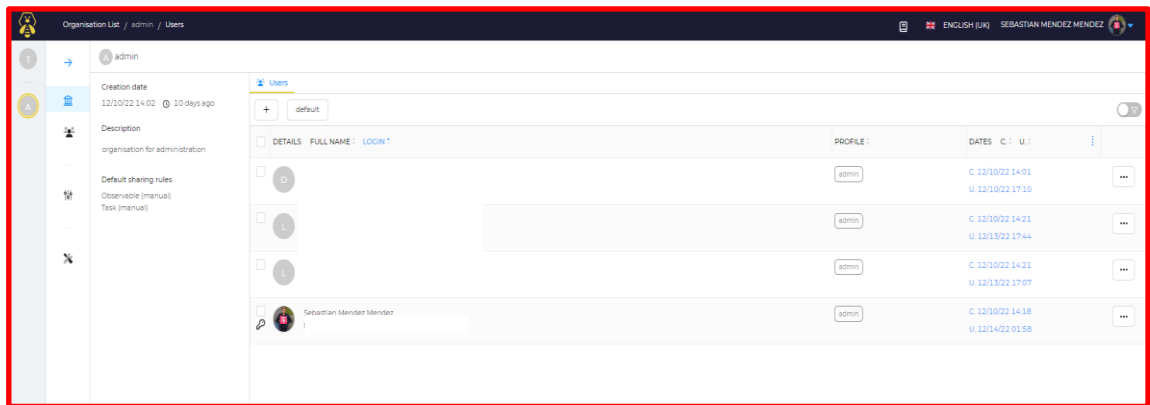 Organisation List / admin / Users
ENGLISH (UK) SEBASTIAN MENDEZ MENDEZ
T
A admin
A
Creation date
12/10/22 14:02 10 days ago
Description
organisation for administration
Default sharing rules
Observable (manual)
Task (manual)
Users
+ default
DETAILS FULL NAME LOGIN PROFILE DATES C. U.
D admin C. 12/10/22 14:01
U. 12/10/22 17:10
L admin C. 12/10/22 14:21
U. 12/13/22 17:44
L admin C. 12/10/22 14:21
U. 12/13/22 17:07
Sebastian Mendez Mendez admin C. 12/10/22 14:18
U. 12/14/22 01:58